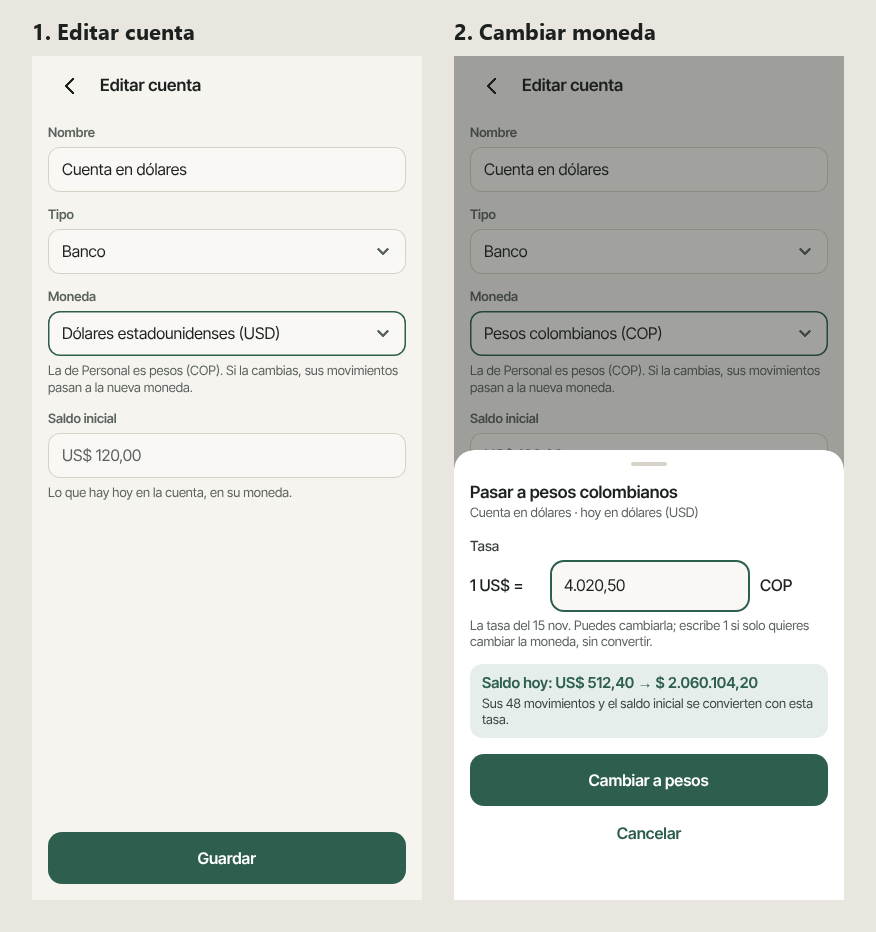 1. Editar cuenta
Editar cuenta
Nombre
Cuenta en dólares
Tipo
Banco
Moneda
Dólares estadounidenses (USD)
La de Personal es pesos (COP). Si la cambias, sus movimientos
pasan a la nueva moneda.
Saldo inicial
US$ 120,00
Lo que hay hoy en la cuenta, en su moneda.
Guardar
2. Cambiar moneda
Editar cuenta
Nombre
Cuenta en dólares
Tipo
Banco
Moneda
Pesos colombianos (COP)
La de Personal es pesos (COP). Si la cambias, sus movimientos
pasan a la nueva moneda.
Saldo inicial
Pasar a pesos colombianos
Cuenta en dólares · hoy en dólares (USD)
Tasa
1 US$ = 4.020,50 COP
La tasa del 15 nov. Puedes cambiarla; escribe 1 si solo quieres
cambiar la moneda, sin convertir.
Saldo hoy: US$ 512,40 → $ 2.060.104,20
Sus 48 movimientos y el saldo inicial se convierten con esta
tasa.
Cambiar a pesos
Cancelar